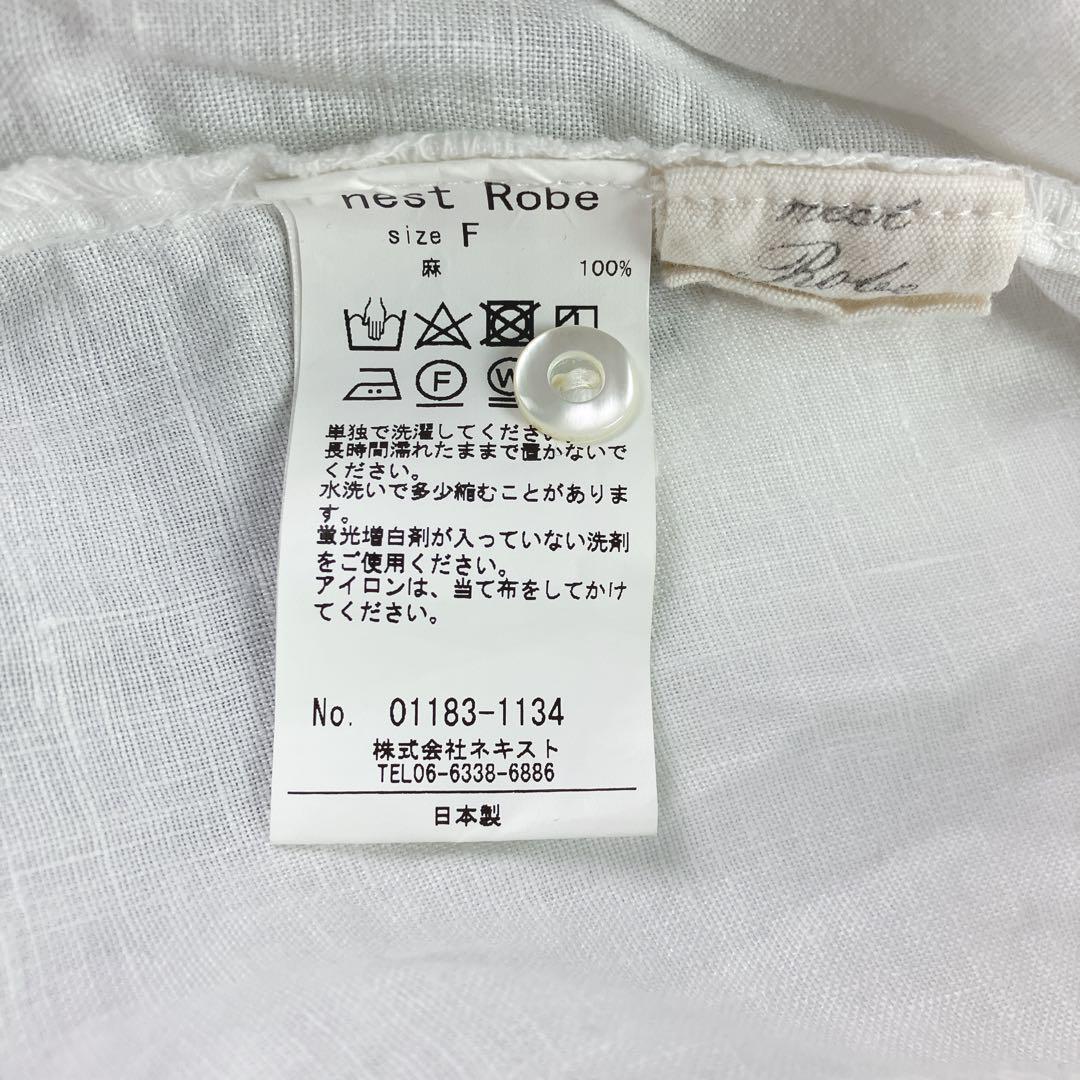 nest Robe
size F
麻 100%
F
W
単独で洗濯してください。
長時間濡れたままで置かないで
ください。
水洗いで多少縮むことがありま
す。
蛍光増白剤が入っていない洗剤
をご使用ください。
アイロンは、当て布をしてかけ
てください。
No. 01183-1134
株式会社ネキスト
TEL06-6338-6886
日本製
nest
Robe